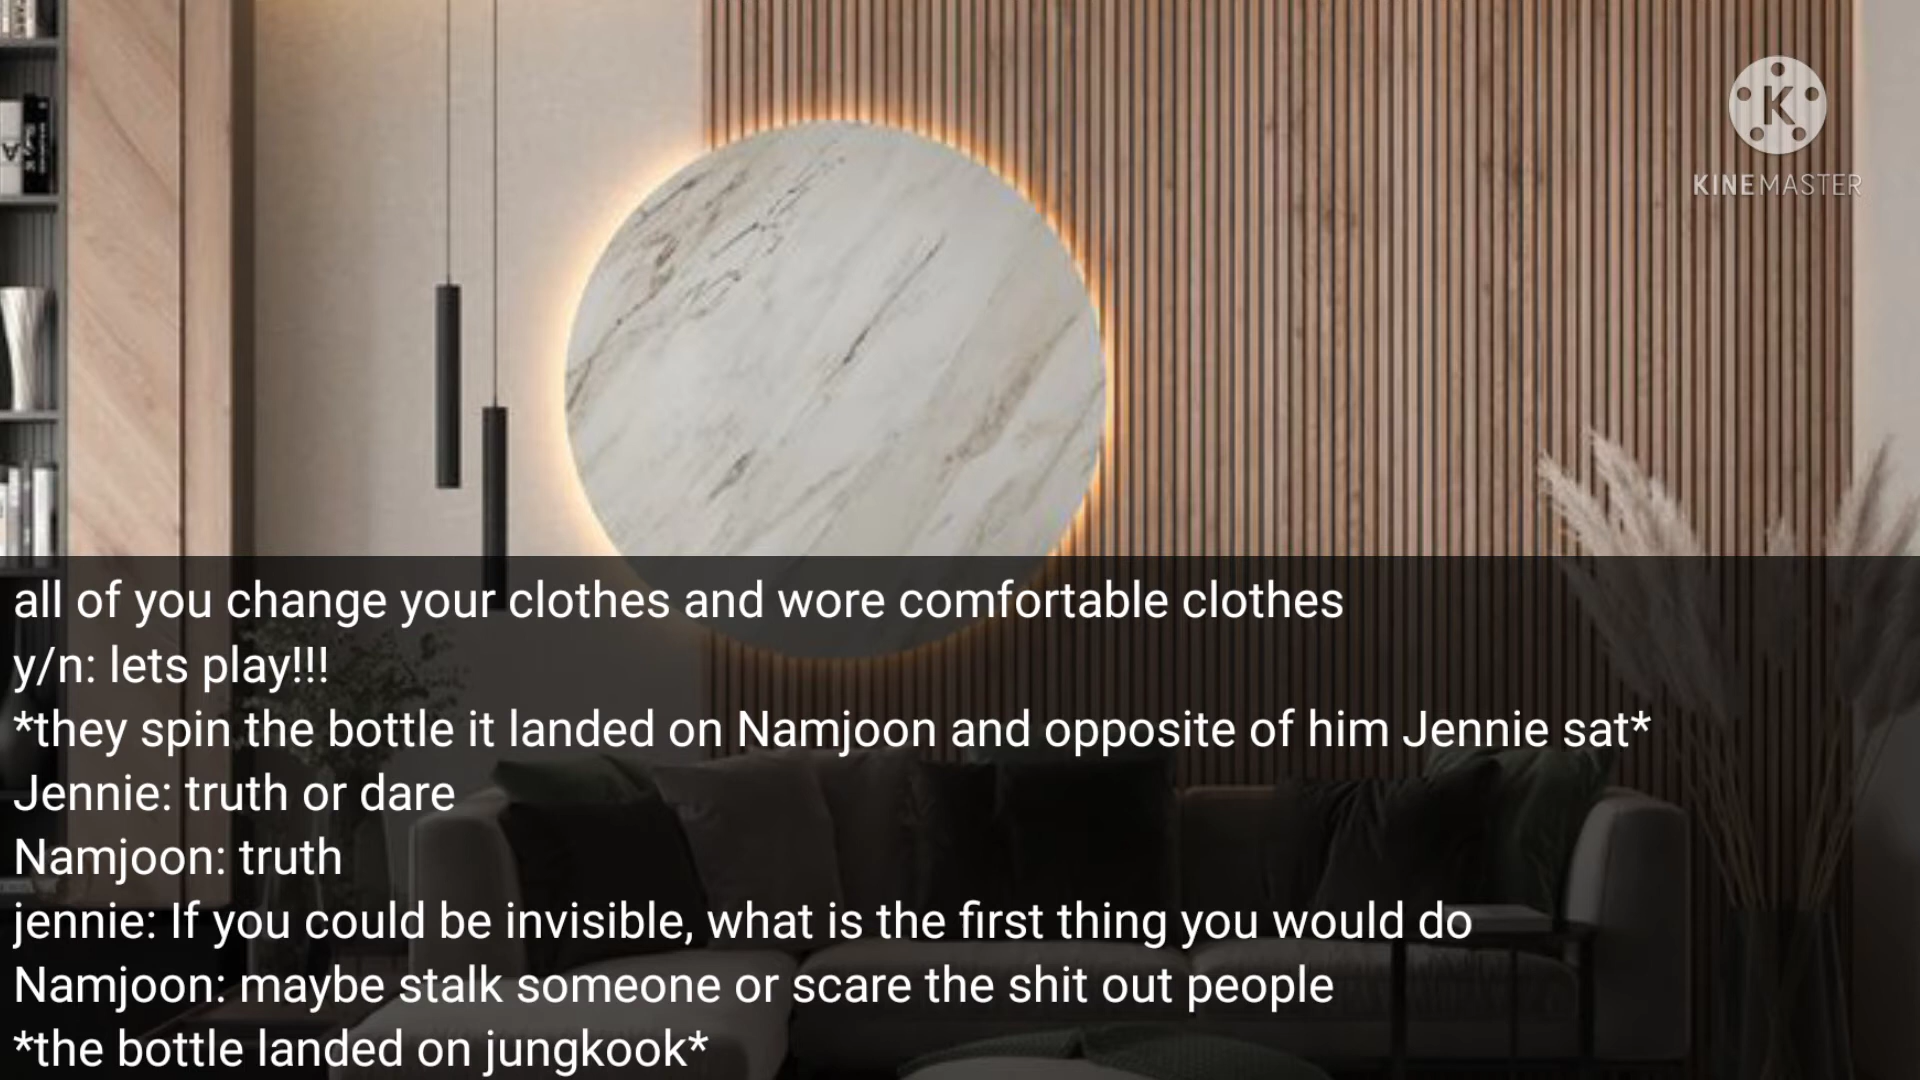 K
KINEMASTER
all of you change your clothes and wore comfortable clothes
y/n: lets play!!!
*they spin the bottle it landed on Namjoon and opposite of him Jennie sat*
Jennie: truth or dare
Namjoon: truth
jennie: If you could be invisible, what is the first thing you would do
Namjoon: maybe stalk someone or scare the shit out people
*the bottle landed on jungkook*